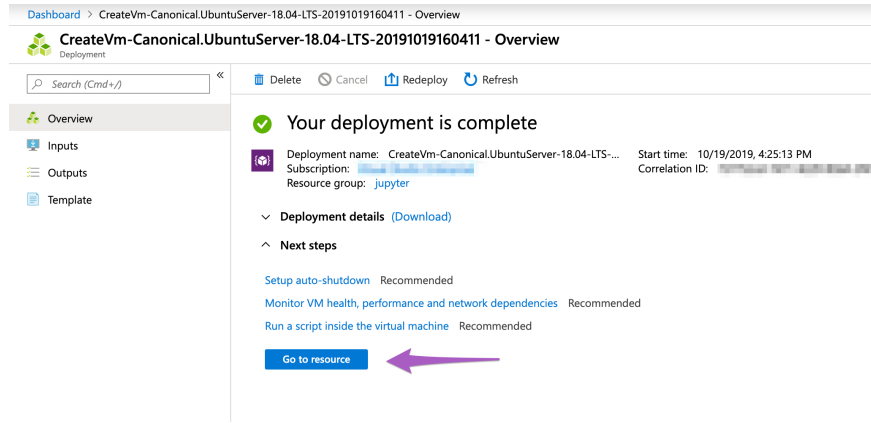 Dashboard > CreateVm-Canonical.UbuntuServer-18.04-LTS-20191019160411 - Overview
CreateVm-Canonical.UbuntuServer-18.04-LTS-20191019160411 - Overview
Deployment
Search (Cmd+/)
«
Delete Cancel Redeploy Refresh
Overview
Inputs
Outputs
Template
Your deployment is complete
Deployment name: CreateVm-Canonical.UbuntuServer-18.04-LTS-... Start time: 10/19/2019, 4:25:13 PM
Subscription: Correlation ID:
Resource group: jupyter
Deployment details (Download)
Next steps
Setup auto-shutdown Recommended
Monitor VM health, performance and network dependencies Recommended
Run a script inside the virtual machine Recommended
Go to resource